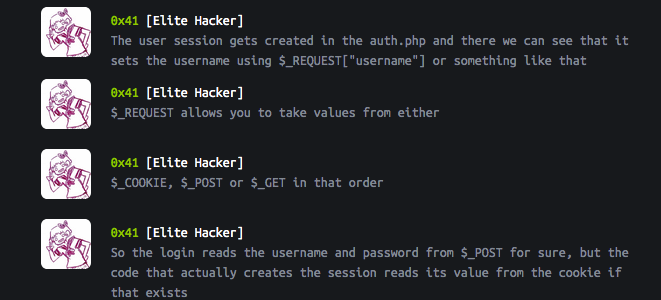 0x41 [Elite Hacker]
The user session gets created in the auth.php and there we can see that it
sets the username using $_REQUEST["username"] or something like that
0x41 [Elite Hacker]
$_REQUEST allows you to take values from either
0x41 [Elite Hacker]
$_COOKIE, $_POST or $_GET in that order
0x41 [Elite Hacker]
So the login reads the username and password from $_POST for sure, but the
code that actually creates the session reads its value from the cookie if
that exists